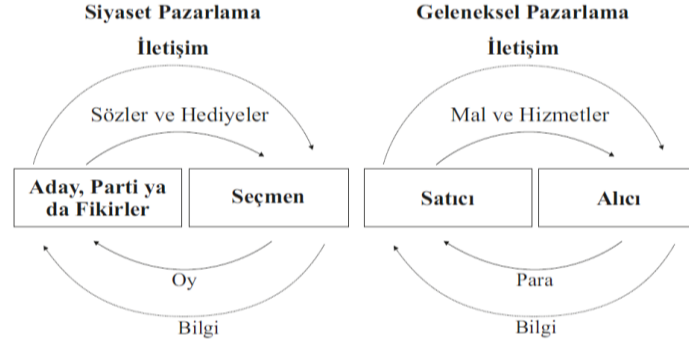 Siyaset Pazarlama
İletişim
Sözler ve Hediyeler
Aday, Parti ya
da Fikirler
Seçmen
Oy
Bilgi
Geleneksel Pazarlama
İletişim
Mal ve Hizmetler
Satıcı
Alıcı
Para
Bilgi